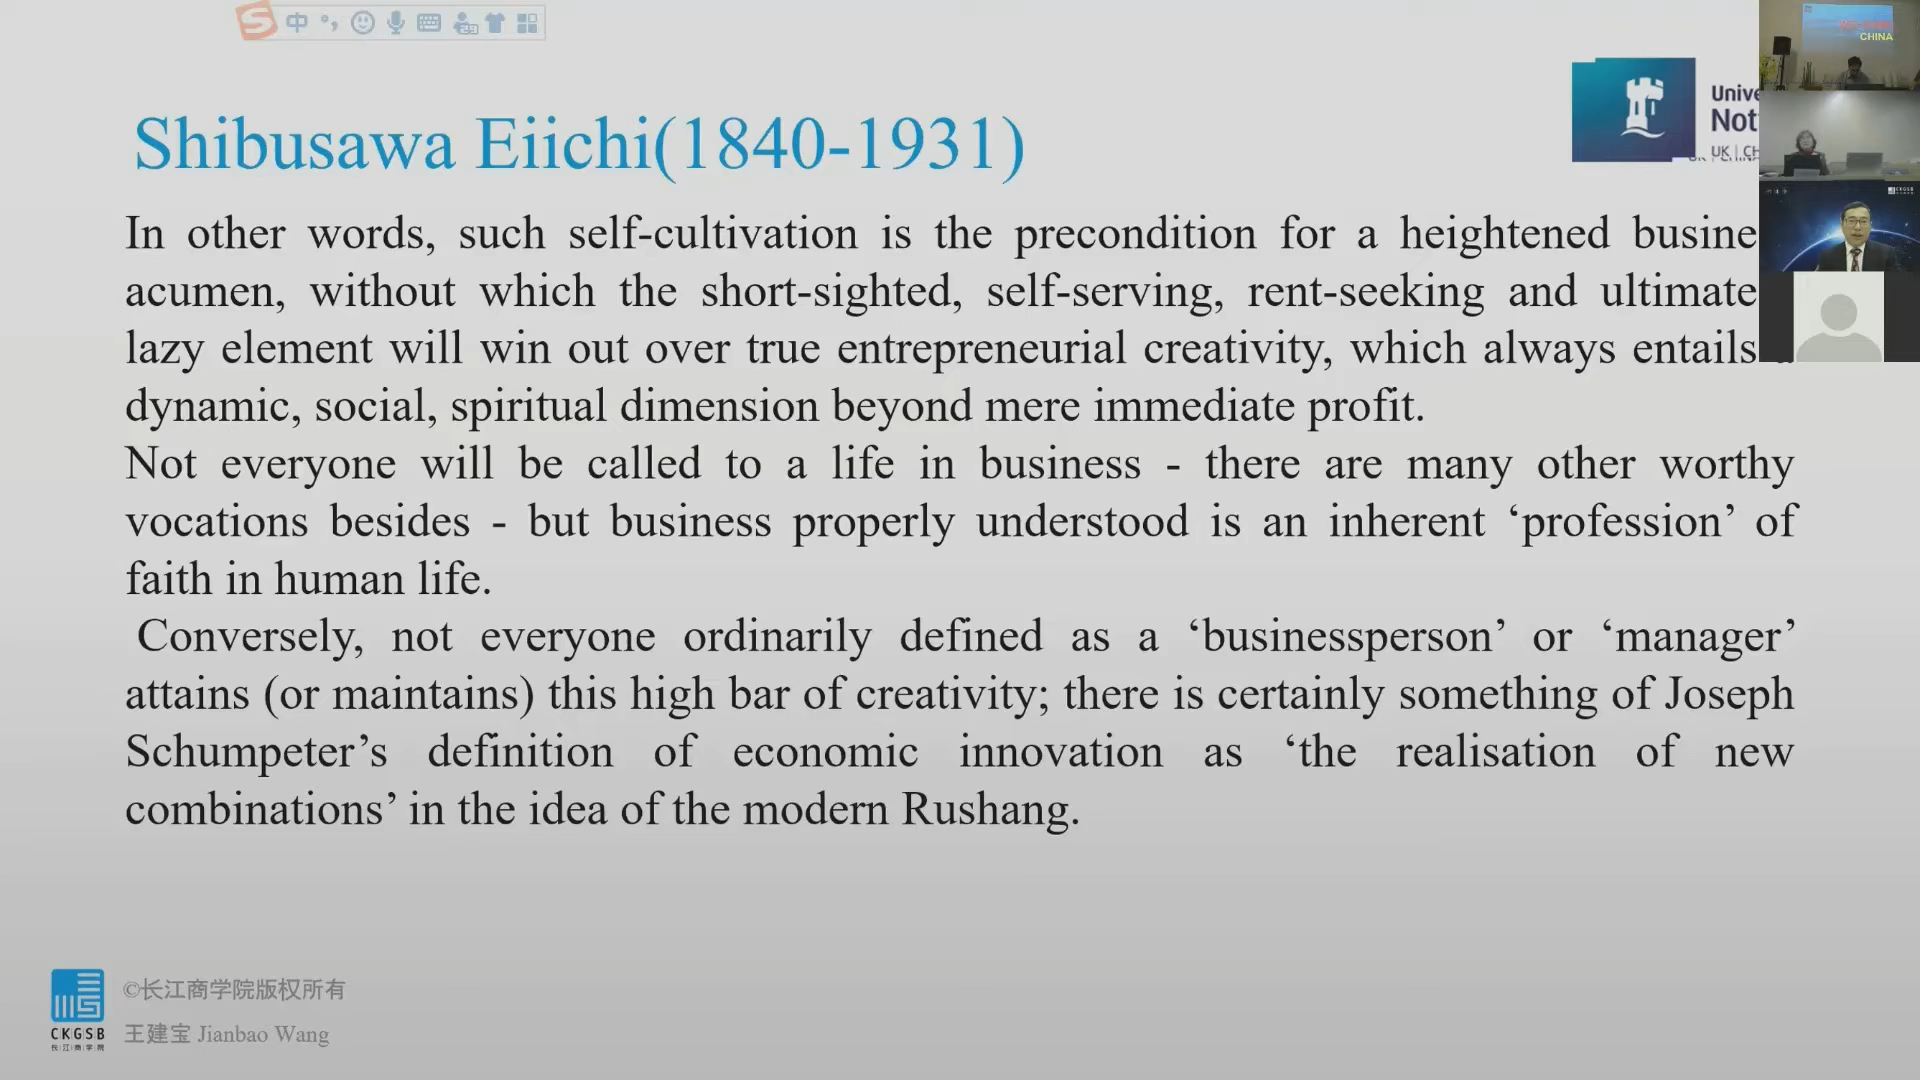 中
Shibusawa Eiichi(1840-1931)
UK
CHINA
In other words, such self-cultivation is the precondition for a heightened busine
acumen, without which the short-sighted, self-serving, rent-seeking and ultimate
lazy element will win out over true entrepreneurial creativity, which always entails
dynamic, social, spiritual dimension beyond mere immediate profit.
Not everyone will be called to a life in business - there are many other worthy
vocations besides - but business properly understood is an inherent ‘profession’ of
faith in human life.
Conversely, not everyone ordinarily defined as a ‘businessperson’ or ‘manager’
attains (or maintains) this high bar of creativity; there is certainly something of Joseph
Schumpeter’s definition of economic innovation as ‘the realisation of new
combinations’ in the idea of the modern Rushang.
CKGSB
长江商学院
©长江商学院版权所有
王建宝 Jianbao Wang